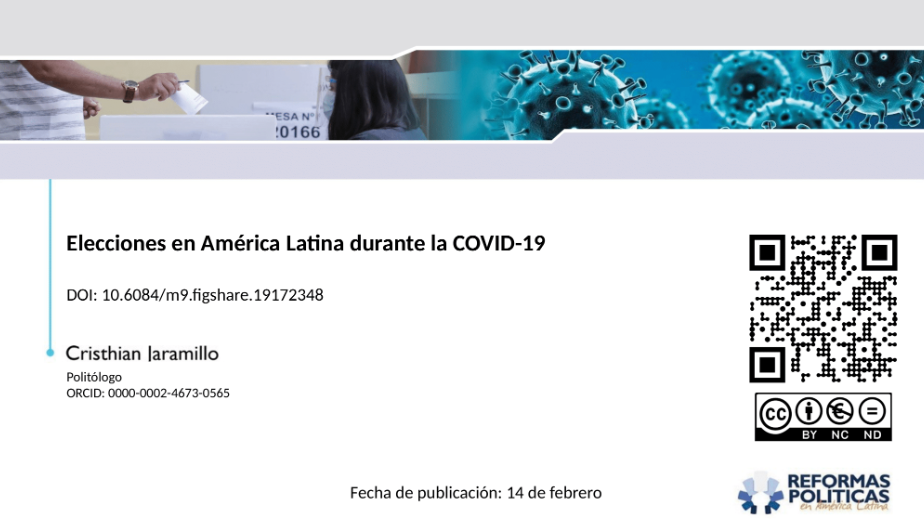 MESA N°
20166
Elecciones en América Latina durante la COVID-19
DOI: 10.6084/m9.figshare.19172348
Cristhian Jaramillo
Politólogo
ORCID: 0000-0002-4673-0565
cc
BY NC ND
Fecha de publicación: 14 de febrero
REFORMAS
POLITICAS
en América Latina